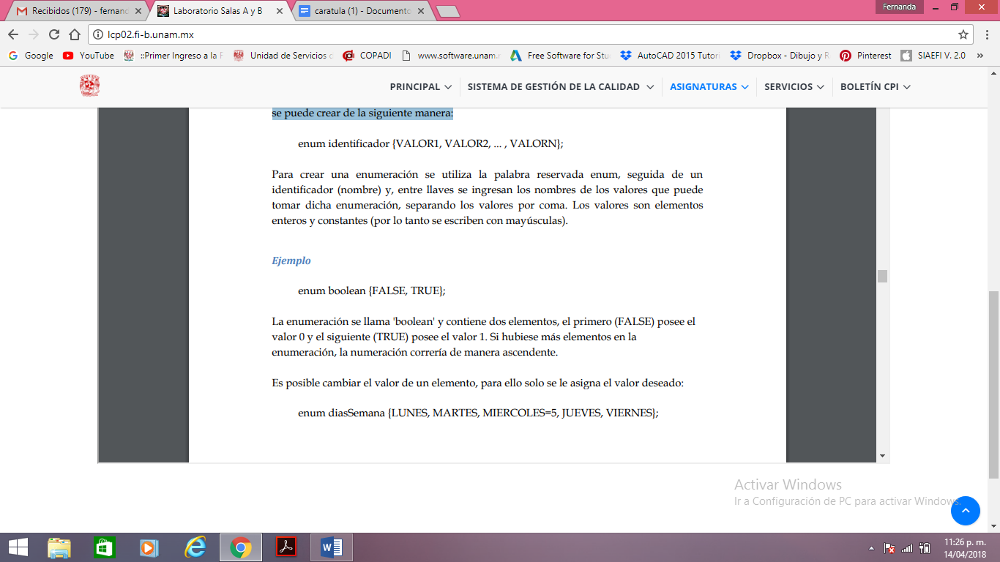 Recibidos (179) - fernanc
Laboratorio Salas A y B
caratula (1) - Documento
Fernanda
lcp02.fi-b.unam.mx
Google
YouTube
::Primer Ingreso a la F
Unidad de Servicios
COPADI
www.software.unam.
Free Software for Stu
AutoCAD 2015 Tutori
Dropbox - Dibujo y R
Pinterest
SIAEFI V. 2.0
»
PRINCIPAL
SISTEMA DE GESTIÓN DE LA CALIDAD
ASIGNATURAS
SERVICIOS
BOLETÍN CPI
se puede crear de la siguiente manera:
enum identificador {VALOR1, VALOR2, ... , VALORN};
Para crear una enumeración se utiliza la palabra reservada enum, seguida de un
identificador (nombre) y, entre llaves se ingresan los nombres de los valores que puede
tomar dicha enumeración, separando los valores por coma. Los valores son elementos
enteros y constantes (por lo tanto se escriben con mayúsculas).
Ejemplo
enum boolean {FALSE, TRUE};
La enumeración se llama 'boolean' y contiene dos elementos, el primero (FALSE) posee el
valor 0 y el siguiente (TRUE) posee el valor 1. Si hubiese más elementos en la
enumeración, la numeración correría de manera ascendente.
Es posible cambiar el valor de un elemento, para ello solo se le asigna el valor deseado:
enum diasSemana {LUNES, MARTES, MIERCOLES=5, JUEVES, VIERNES};
Activar Windows
Ir a Configuración de PC para activar Windows.
11:26 p. m.
14/04/2018